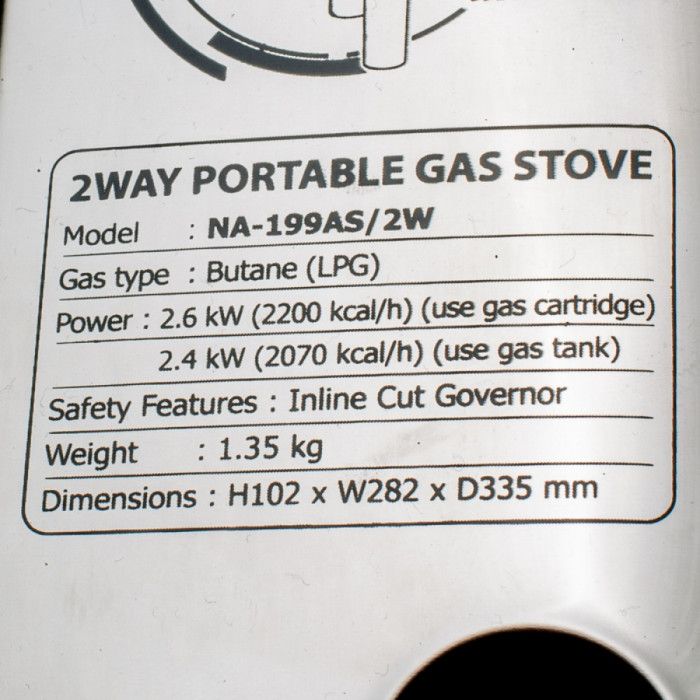 2WAY PORTABLE GAS STOVE
Model : NA-199AS/2W
Gas type : Butane (LPG)
Power : 2.6 kW (2200 kcal/h) (use gas cartridge)
2.4 kW (2070 kcal/h) (use gas tank)
Safety Features : Inline Cut Governor
Weight : 1.35 kg
Dimensions : H102 x W282 x D335 mm